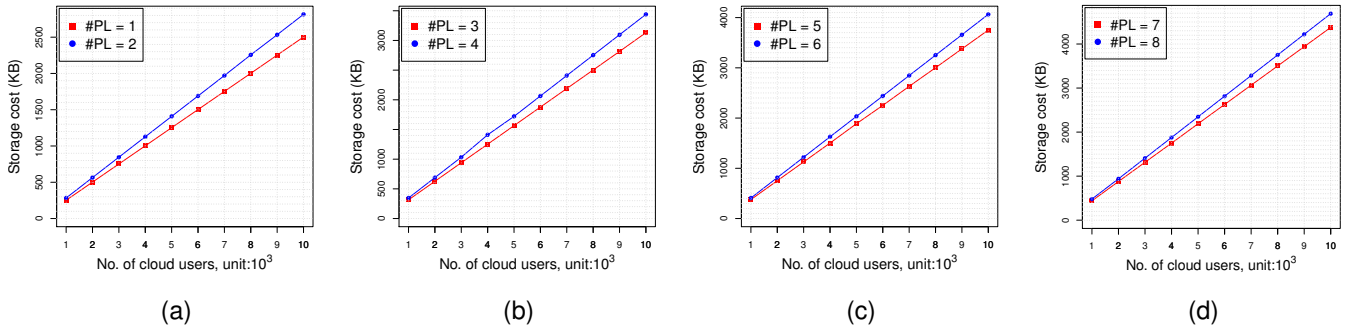 #PL = 1
#PL = 2
Storage cost (KB)
0
500
1000
1500
2000
2500
1 2 3 4 5 6 7 8 9 10
No. of cloud users, unit:10³
(a)
#PL = 3
#PL = 4
Storage cost (KB)
0
1000
3000
1 2 3 4 5 6 7 8 9 10
No. of cloud users, unit:10³
(b)
#PL = 5
#PL = 6
Storage cost (KB)
0
1000
2000
3000
4000
1 2 3 4 5 6 7 8 9 10
No. of cloud users, unit:10³
(c)
#PL = 7
#PL = 8
Storage cost (KB)
0
1000
2000
4000
1 2 3 4 5 6 7 8 9 10
No. of cloud users, unit:10³
(d)